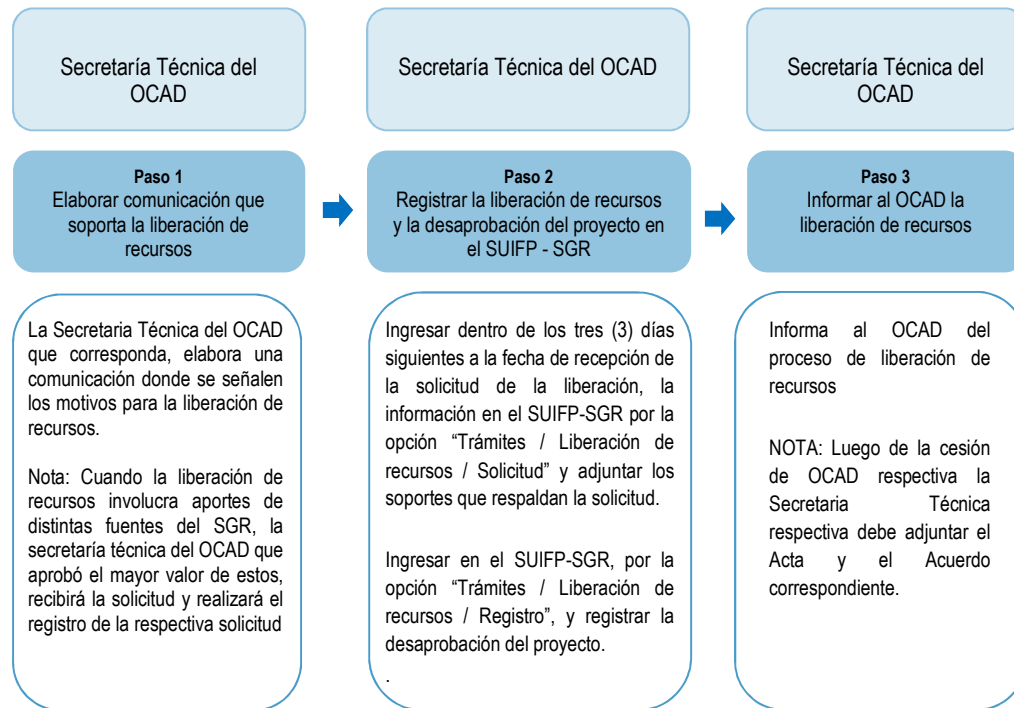 Secretaría Técnica del
OCAD
Secretaría Técnica del OCAD
Secretaría Técnica del
OCAD
Paso 1
Elaborar comunicación que
soporta la liberación de
recursos
Paso 2
Registrar la liberación de recursos
y la desaprobación del proyecto en
el SUIFP - SGR
Paso 3
Informar al OCAD la
liberación de recursos
La Secretaria Técnica del OCAD
que corresponda, elabora una
comunicación donde se señalen
los motivos para la liberación de
recursos.
Nota: Cuando la liberación de
recursos involucra aportes de
distintas fuentes del SGR, la
secretaría técnica del OCAD que
aprobó el mayor valor de estos,
recibirá la solicitud y realizará el
registro de la respectiva solicitud
Ingresar dentro de los tres (3) días
siguientes a la fecha de recepción de
la solicitud de la liberación, la
información en el SUIFP-SGR por la
opción “Trámites / Liberación de
recursos / Solicitud” y adjuntar los
soportes que respaldan la solicitud.
Ingresar en el SUIFP-SGR, por la
opción “Trámites / Liberación de
recursos / Registro”, y registrar la
desaprobación del proyecto.
.
Informa al OCAD del
proceso de liberación de
recursos
NOTA: Luego de la cesión
de OCAD respectiva la
Secretaria Técnica
respectiva debe adjuntar el
Acta y el Acuerdo
correspondiente.